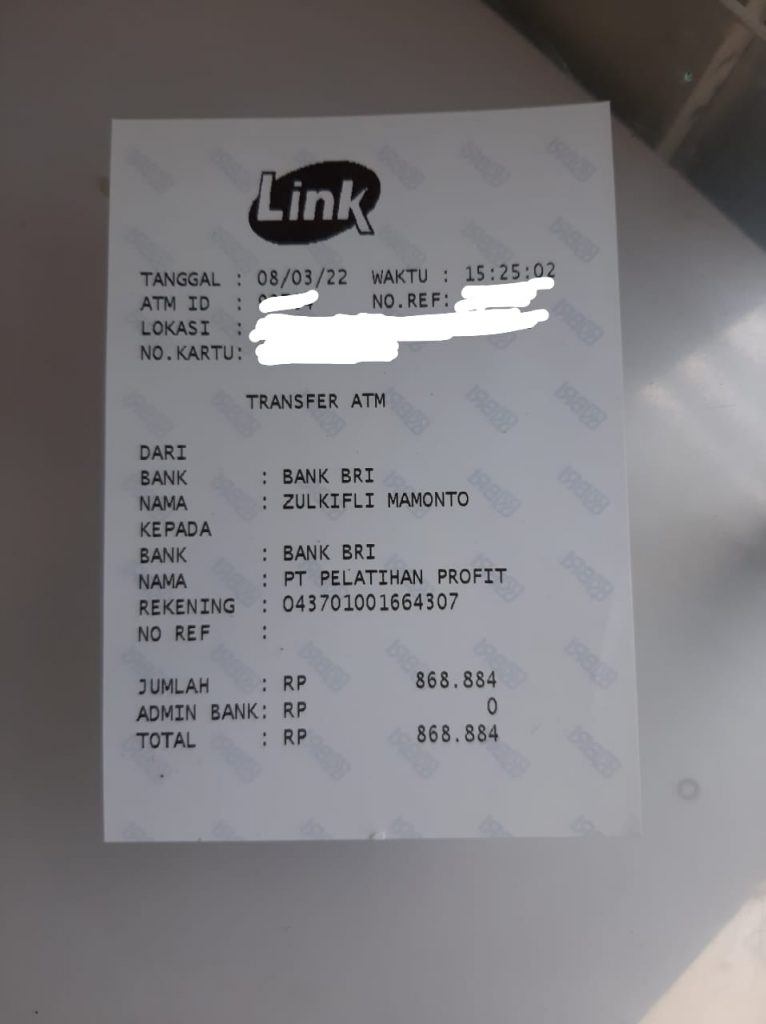 Link
TANGGAL : 08/03/22 WAKTU : 15:25:02
ATM ID : NO.REF:
LOKASI :
NO.KARTU:
TRANSFER ATM
DARI
BANK : BANK BRI
NAMA : ZULKIFLI MAMONTO
KEPADA
BANK : BANK BRI
NAMA : PT PELATIHAN PROFIT
REKENING : 043701001664307
NO REF :
JUMLAH : RP 868.884
ADMIN BANK: RP 0
TOTAL : RP 868.884